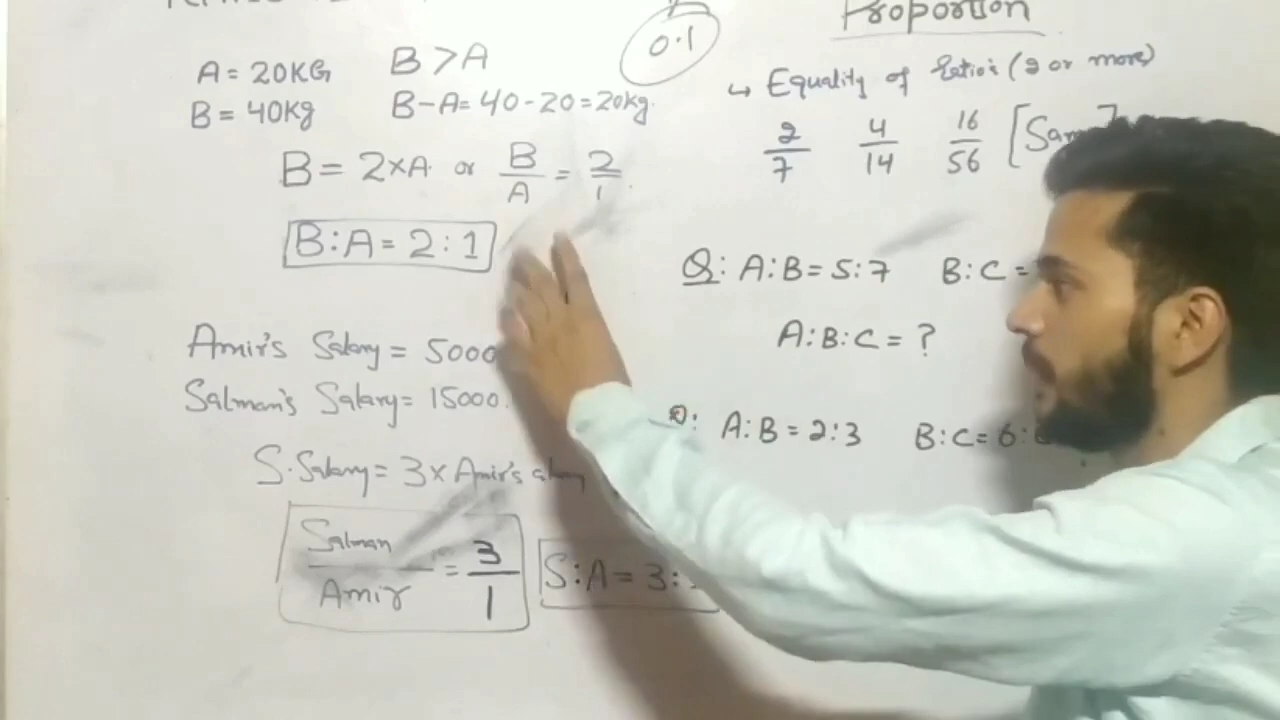 A = 20KG
B = 40Kg
B > A
B - A = 40 - 20 = 20kg.
B = 2×A or B/A = 2/1
B : A = 2 : 1
Amir's Salary = 5000
Salman's Salary = 15000.
S. Salary = 3 × Amir's
Salman/Amir = 3/1
S : A = 3 :
0.1
Proportion
↳ Equality of ratio's (2 or more)
2/7 4/14 16/56 [Sam
Q: A:B = 5:7 B:C =
A:B:C = ?
Q: A:B = 2:3 B:C = 6: